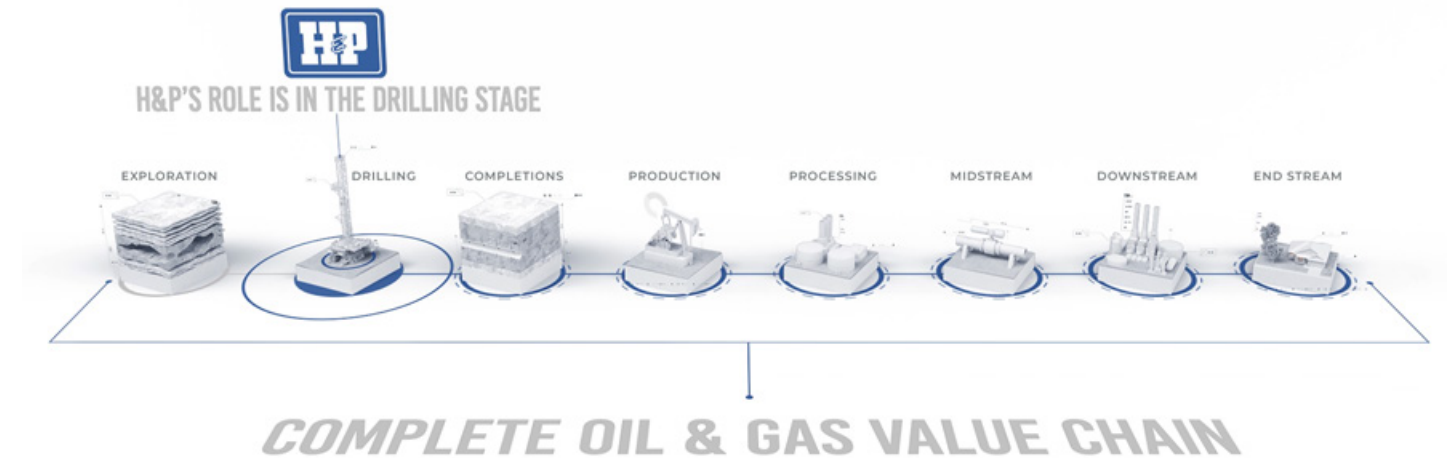 H&P
H&P'S ROLE IS IN THE DRILLING STAGE
EXPLORATION
DRILLING
COMPLETIONS
PRODUCTION
PROCESSING
MIDSTREAM
DOWNSTREAM
END STREAM
COMPLETE OIL & GAS VALUE CHAIN